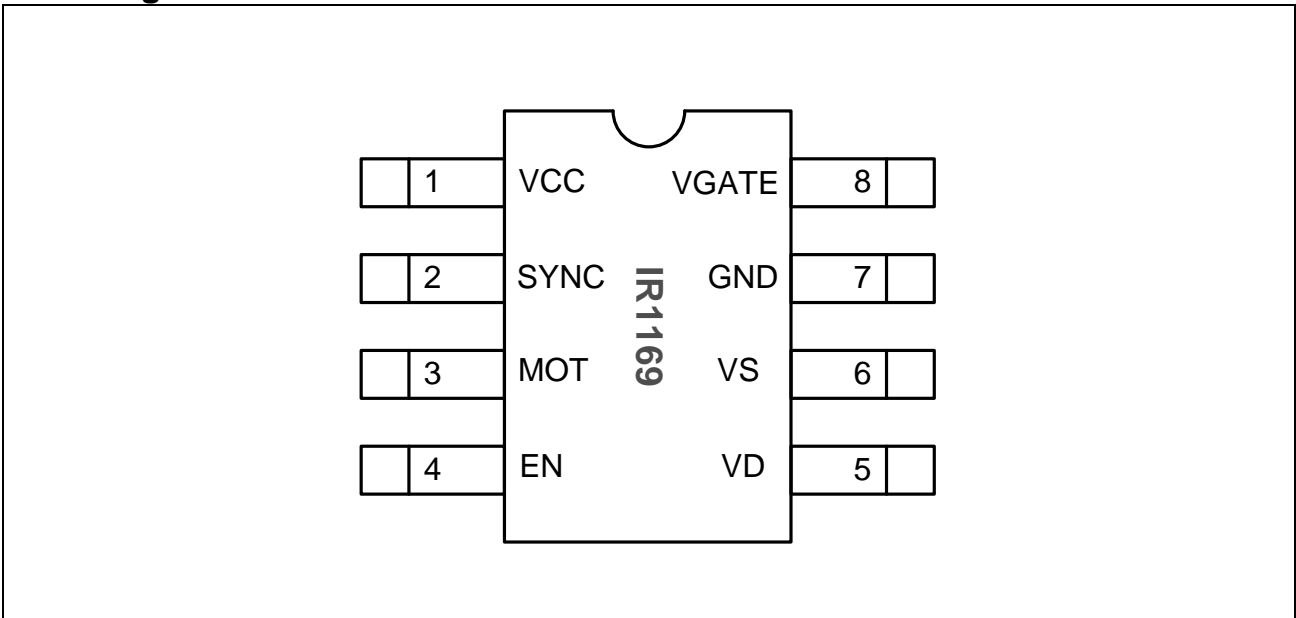 1 VCC VGATE 8
2 SYNC GND 7
3 MOT VS 6
4 EN VD 5
IR1169